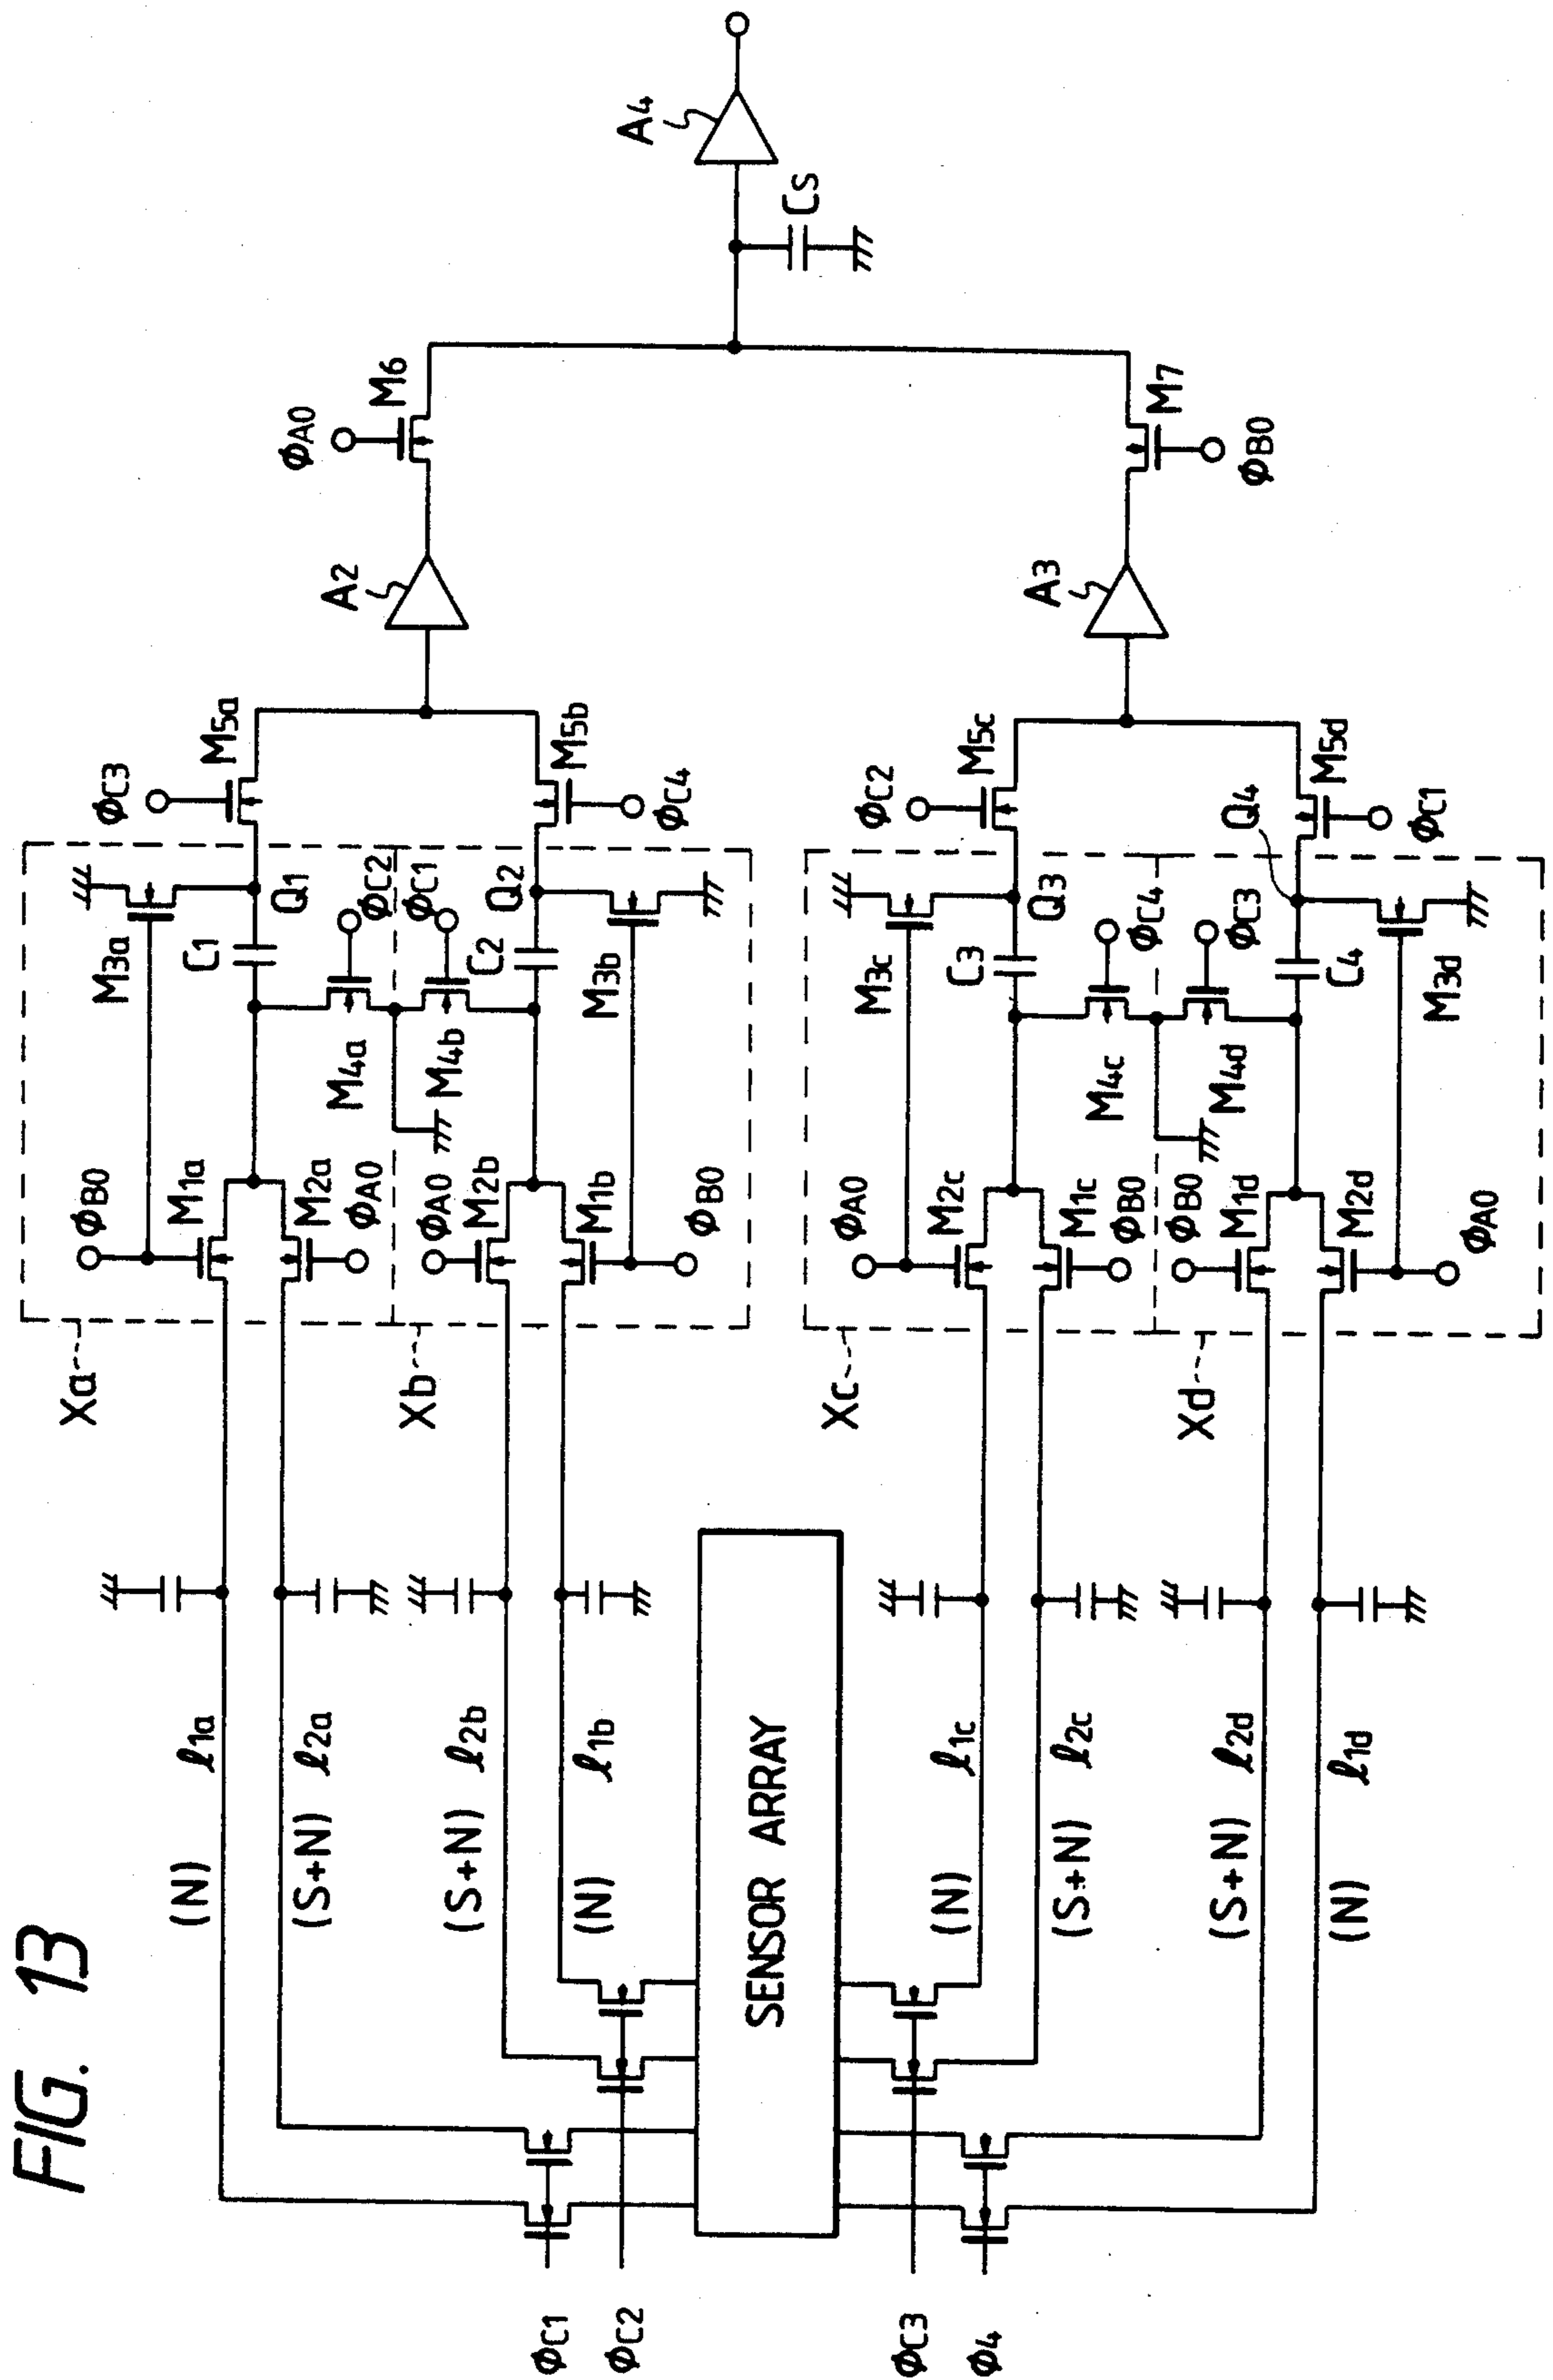 FIG. 13
ϕC1
ϕC2
ϕC3
ϕ4
SENSOR ARRAY
(N) ℓ1a
(S+N) ℓ2a
(S+N) ℓ2b
(N) ℓ1b
(N) ℓ1c
(S+N) ℓ2c
(S+N) ℓ2d
(N) ℓ1d
Xa
ϕB0
M1a
M2a
ϕA0
M3a
C1
Q1
M4a
ϕC2
Xb
ϕA0
M2b
M1b
ϕB0
M4b
ϕC1
C2
Q2
M3b
Xc
ϕA0
M2c
M1c
ϕB0
M3c
C3
Q3
M4c
ϕC4
Xd
ϕB0
M1d
M2d
ϕA0
M4d
ϕC3
C4
Q4
M3d
ϕC3
M5a
M5b
ϕC4
ϕC2
M5c
M5d
ϕC1
A2
A3
ϕA0
M6
M7
ϕB0
CS
A4